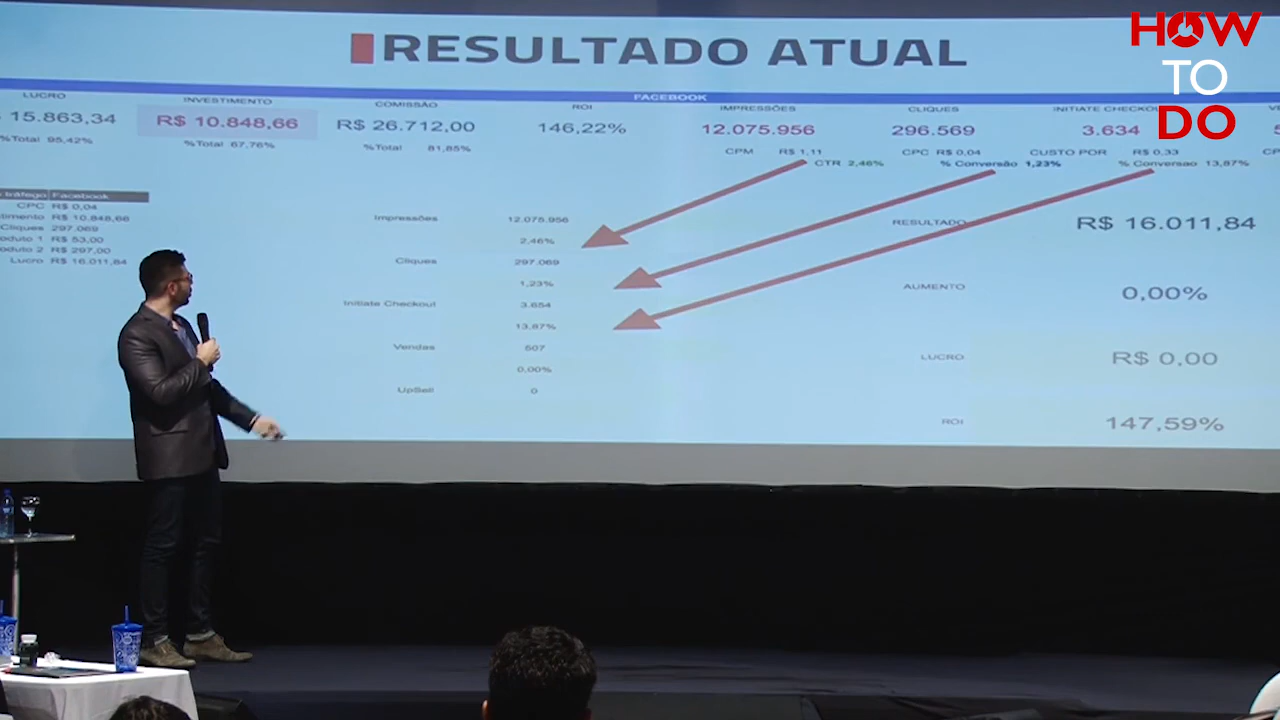 HOW
TO
DO
RESULTADO ATUAL
FACEBOOK
LUCRO INVESTIMENTO COMISSÃO ROI IMPRESSÕES CLIQUES INITIATE
15.863,34 R$ 10.848,66 R$ 26.712,00 146,22% 12.075.956 296.569 3.634
%Total 95,42% %Total 67,76% %Total 81,85% CPM R$ 1,11 CPC R$ 0,04 CUSTO POR R$ 0,33
CTR 2,46% % Conversão 1,23% % Conversao 13,87%
tráfego Facebook
CPC R$ 0,04
R$ 10.848,66
Cliques 297.069
1 R$ 53,00
2 R$ 297,00
Lucro R$ 16.011,84
Impressões 12.075.956
2,46%
Cliques 297.069
1,23%
Initiate Checkout 3.654
13,87%
Vendas 507
0,00%
UpSell 0
RESULTADO R$ 16.011,84
AUMENTO 0,00%
LUCRO R$ 0,00
ROI 147,59%